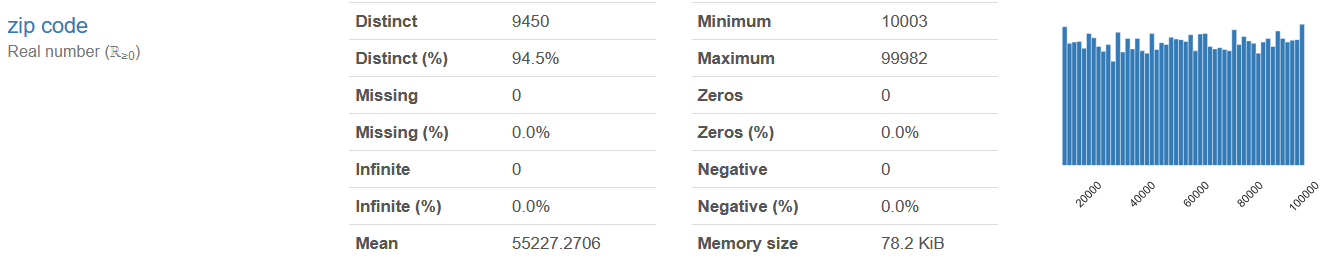 zip code
Real number (ℝ≥0)
Distinct 9450
Distinct (%) 94.5%
Missing 0
Missing (%) 0.0%
Infinite 0
Infinite (%) 0.0%
Mean 55227.2706
Minimum 10003
Maximum 99982
Zeros 0
Zeros (%) 0.0%
Negative 0
Negative (%) 0.0%
Memory size 78.2 KiB
20000 40000 60000 80000 100000